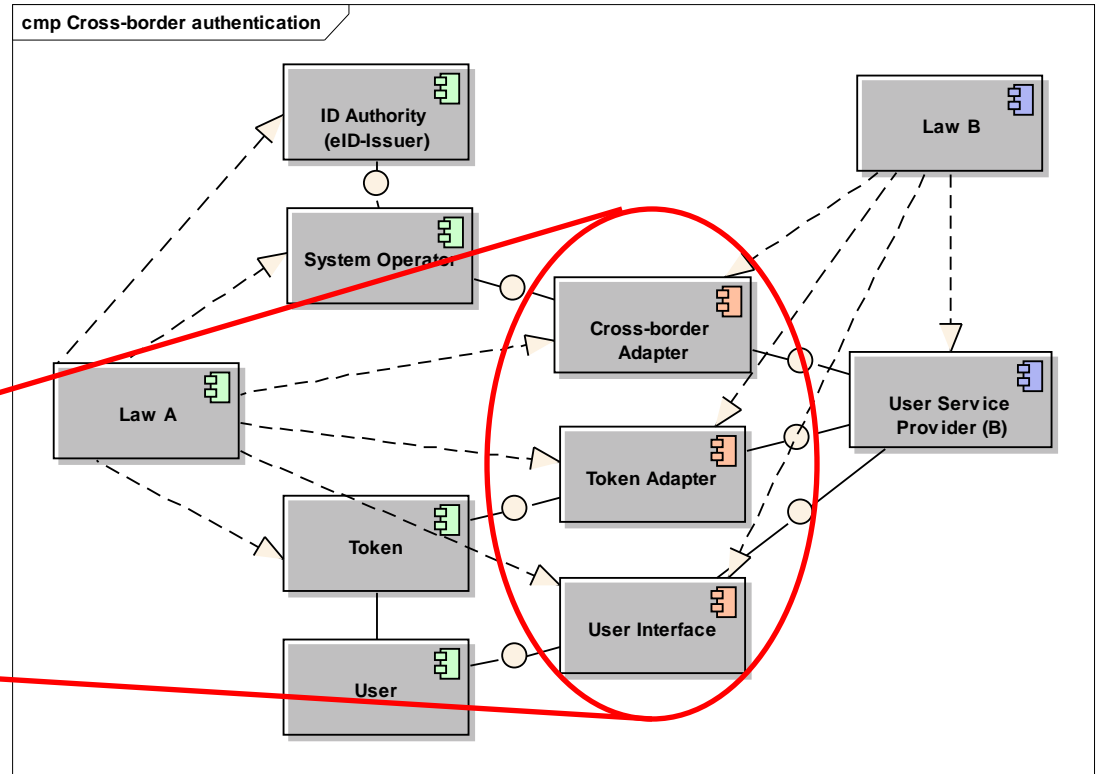 cmp Cross-border authentication
ID Authority
(eID-Issuer)
Law B
System Operator
Cross-border
Adapter
Law A
User Service
Provider (B)
Token Adapter
Token
User Interface
User